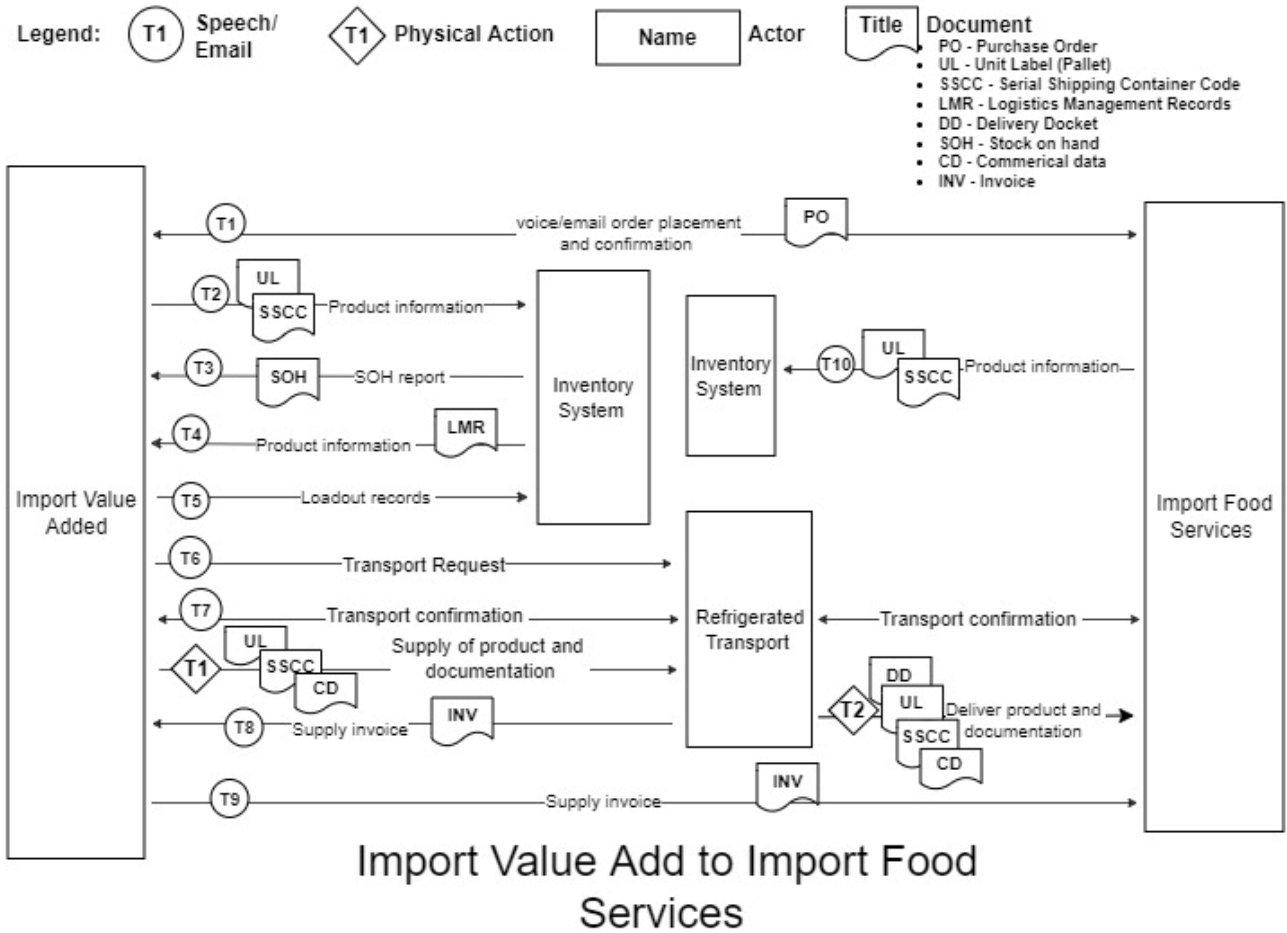 Legend:
T1
Speech/
Email
T1
Physical Action
Name
Actor
Title
Document
• PO - Purchase Order
• UL - Unit Label (Pallet)
• SSCC - Serial Shipping Container Code
• LMR - Logistics Management Records
• DD - Delivery Docket
• SOH - Stock on hand
• CD - Commerical data
• INV - Invoice
T1
voice/email order placement
and confirmation
PO
T2
UL
SSCC
Product information
T3
SOH
SOH report
T4
Product information
LMR
T5
Loadout records
Inventory
System
Inventory
System
T10
UL
SSCC
Product information
Import Value
Added
Import Food
Services
T6
Transport Request
T7
Transport confirmation
Refrigerated
Transport
Transport confirmation
T1
UL
SSCC
CD
Supply of product and
documentation
T8
Supply invoice
INV
T2
DD
UL
SSCC
CD
Deliver product and
documentation
T9
Supply invoice
INV
Import Value Add to Import Food
Services